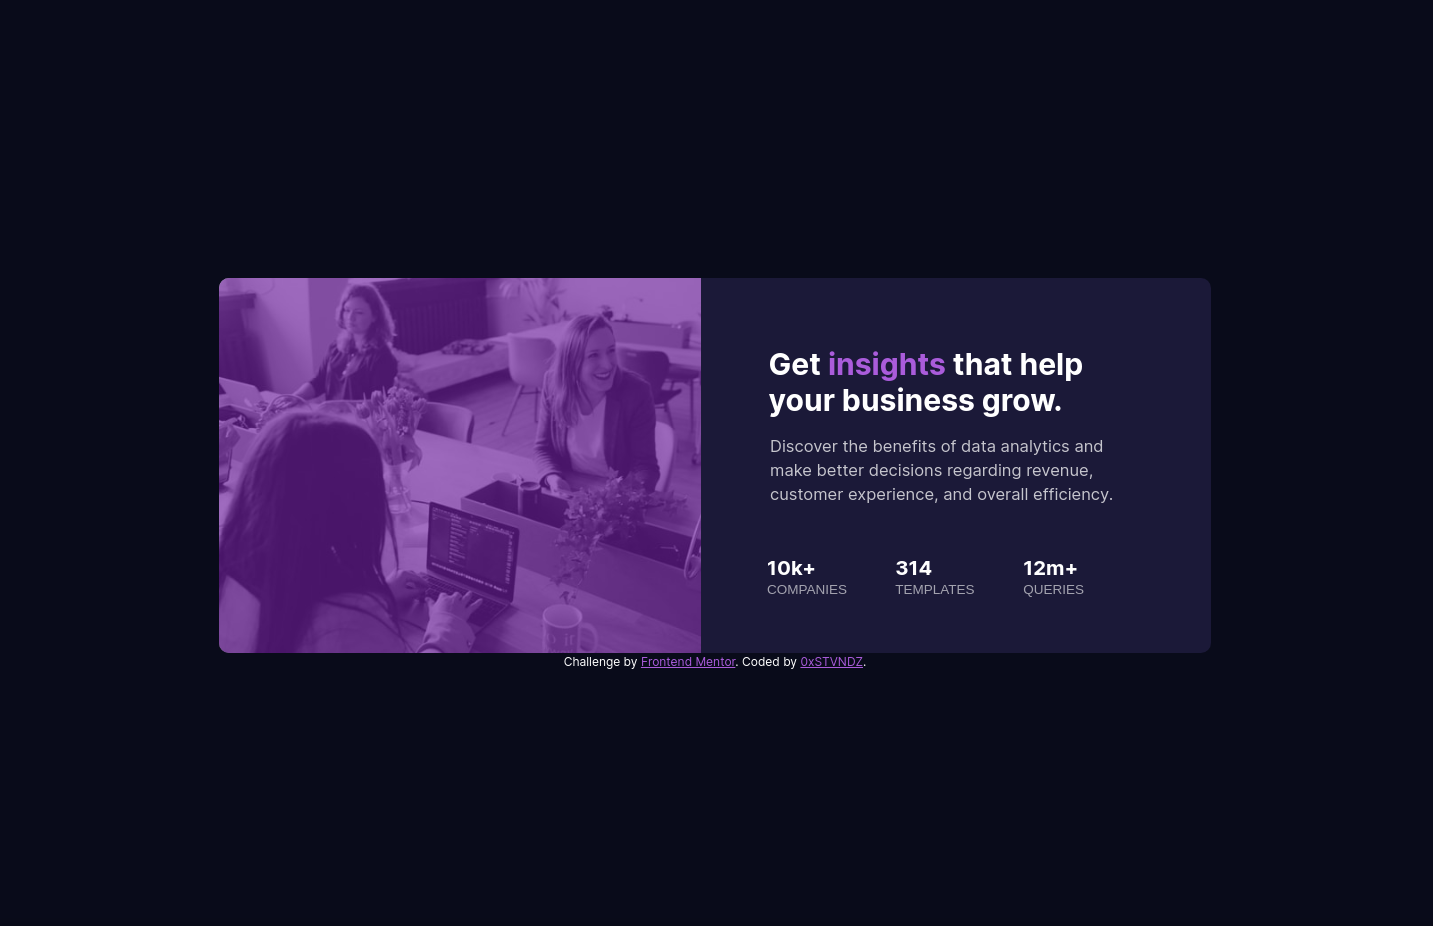 Get insights that help
your business grow.
Discover the benefits of data analytics and
make better decisions regarding revenue,
customer experience, and overall efficiency.
10k+
COMPANIES
314
TEMPLATES
12m+
QUERIES
Challenge by Frontend Mentor. Coded by 0xSTVNDZ.